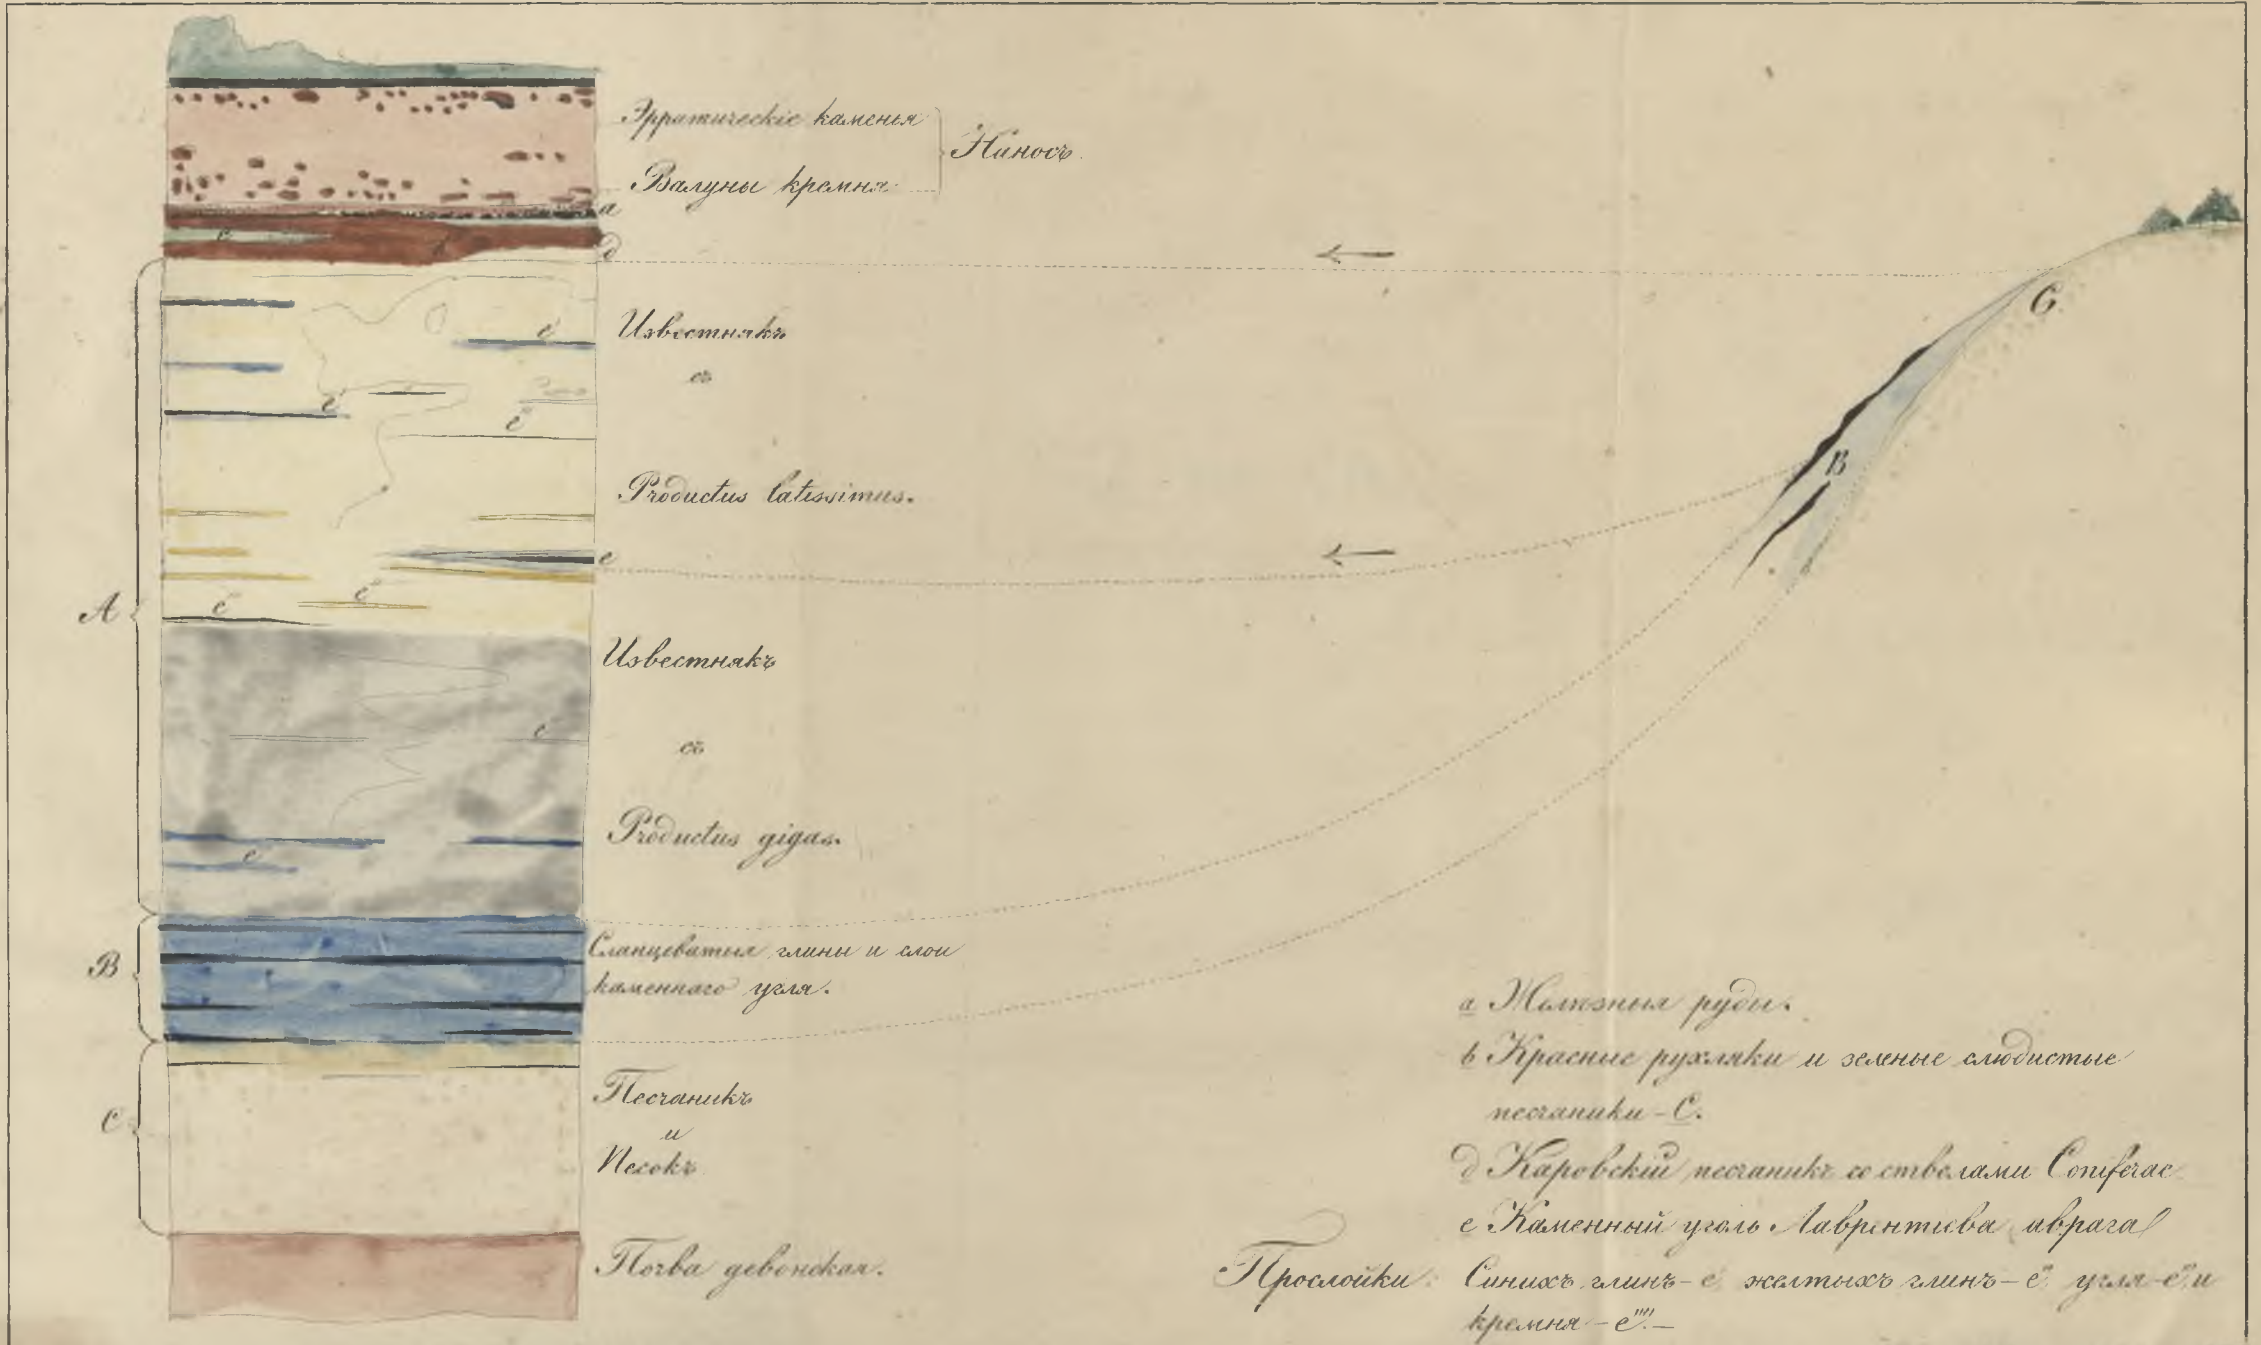 Эрратическіе каменья
Наносъ.
Валуны кремня
a
c
b
д
Известнякъ
съ
Productus latissimus.
e
A
Известнякъ
съ
Productus gigas.
B
Сланцеватыя глины и слои
каменнаго угля.
C
Песчаникъ
и
Песокъ
Почва девонская.
C.
B
a Желѣзныя руды.
b Красные рухляки и зеленые слюдистые
песчаники – C.
д Каровскій песчаникъ со стволами Coniferae
e Каменный уголь Лаврентіева оврага
Прослойки: Синихъ глинъ – e' желтыхъ глинъ – e'' угля – e''' и
кремня – e''''. –